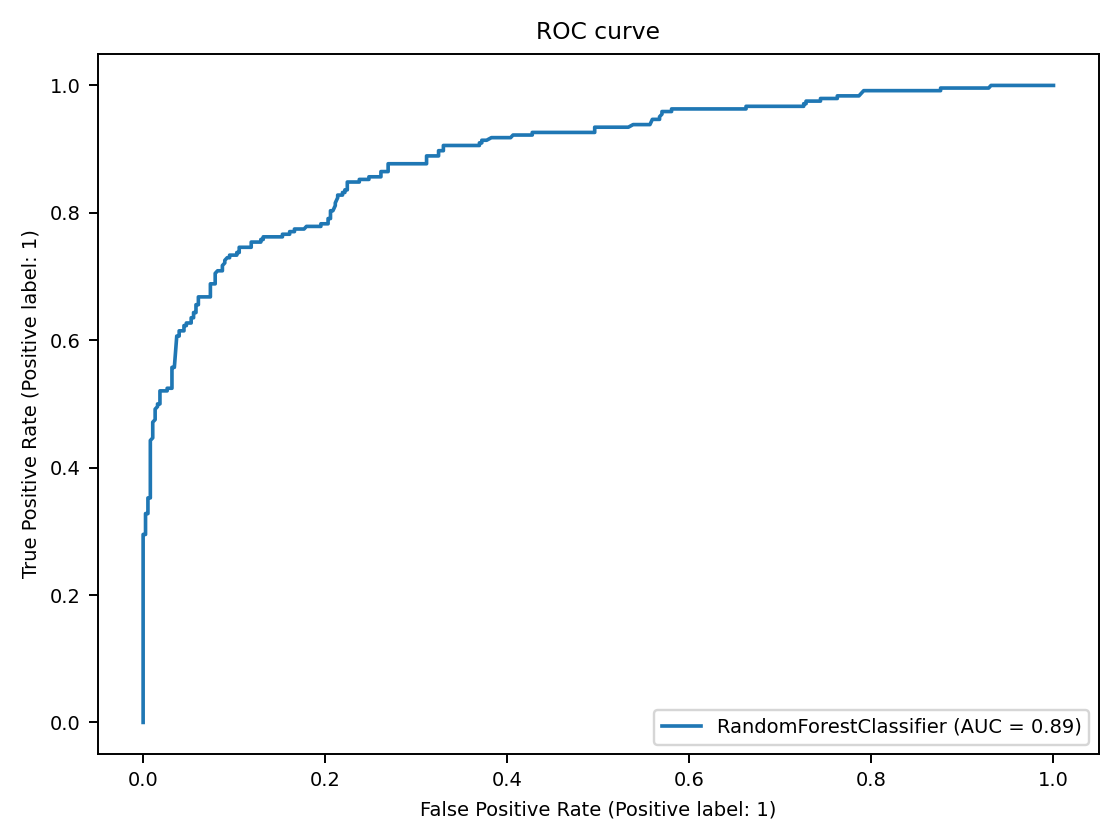 ROC curve
True Positive Rate (Positive label: 1)
1.0
0.8
0.6
0.4
0.2
0.0
RandomForestClassifier (AUC = 0.89)
0.0 0.2 0.4 0.6 0.8 1.0
False Positive Rate (Positive label: 1)